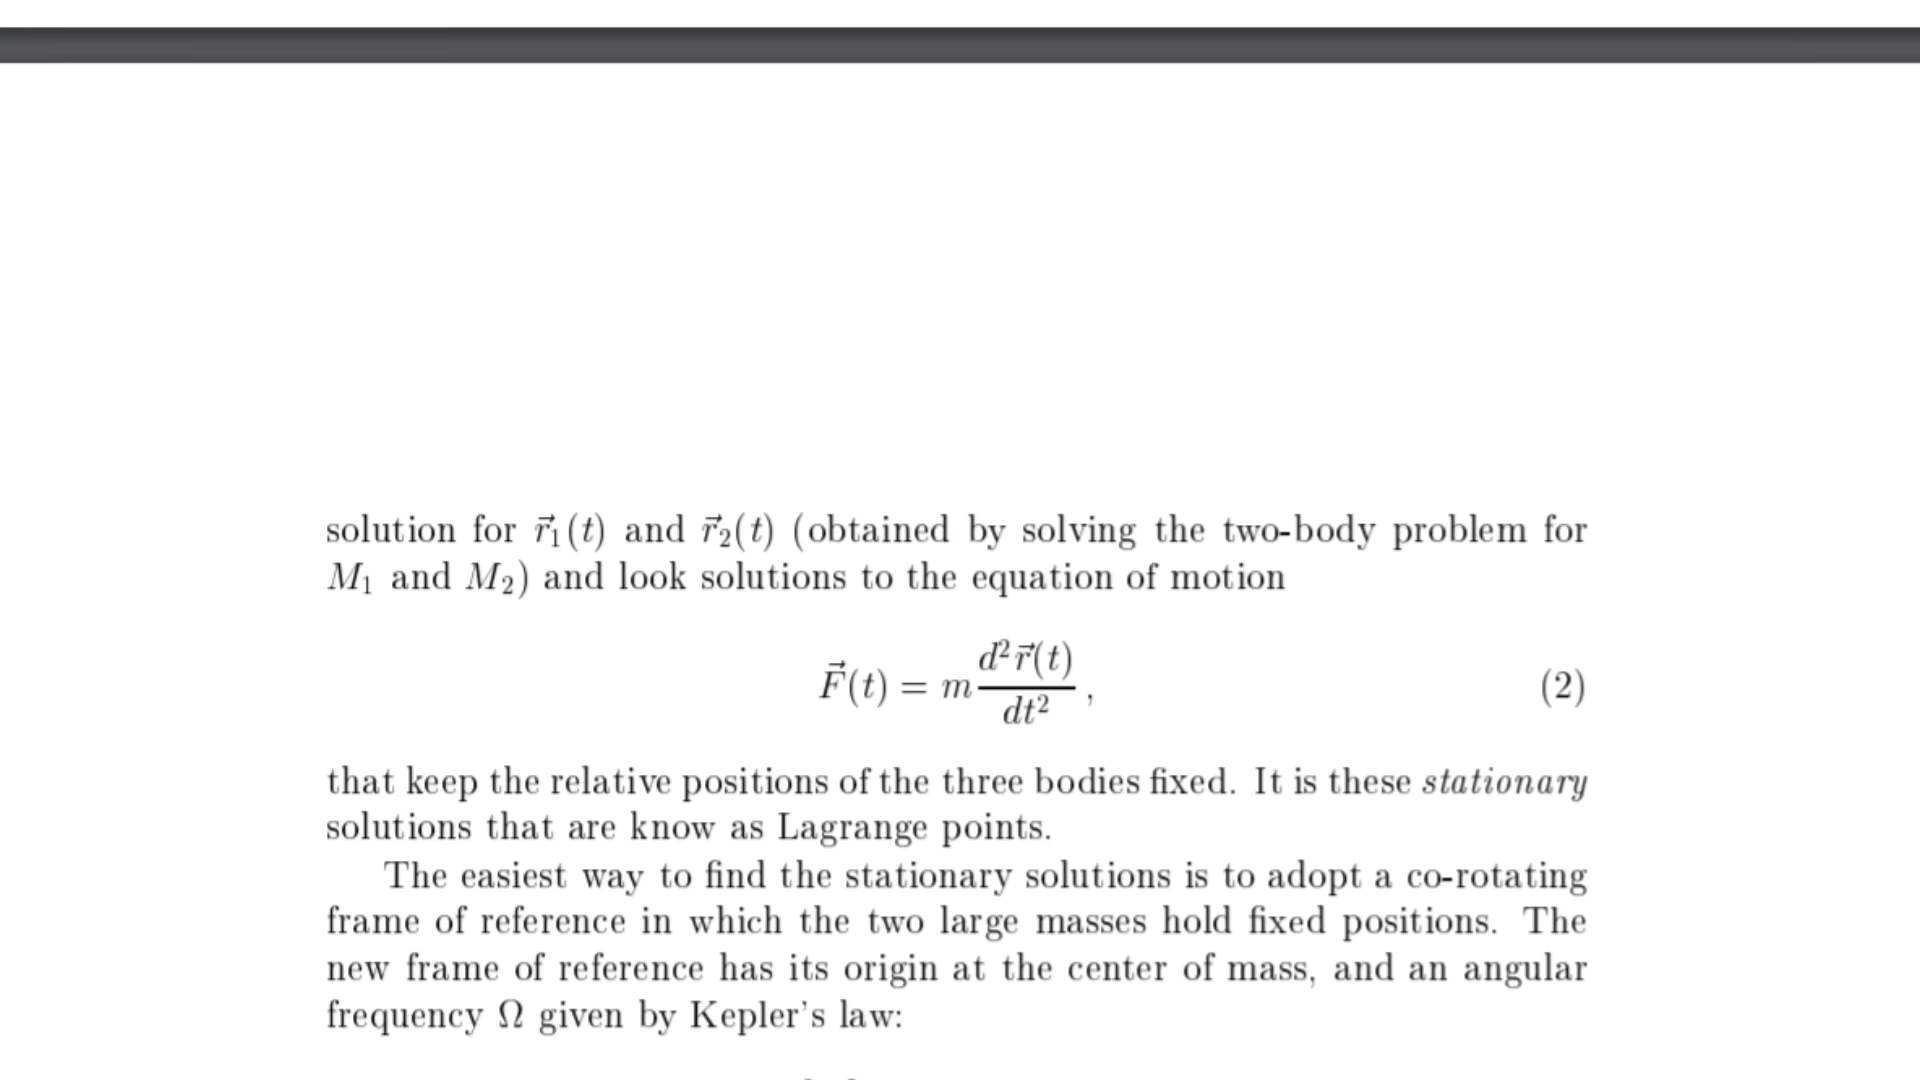 solution for r⃗₁(t) and r⃗₂(t) (obtained by solving the two-body problem for
M₁ and M₂) and look solutions to the equation of motion
F⃗(t) = m d²r⃗(t)/dt² , (2)
that keep the relative positions of the three bodies fixed. It is these stationary
solutions that are know as Lagrange points.
The easiest way to find the stationary solutions is to adopt a co-rotating
frame of reference in which the two large masses hold fixed positions. The
new frame of reference has its origin at the center of mass, and an angular
frequency Ω given by Kepler's law: